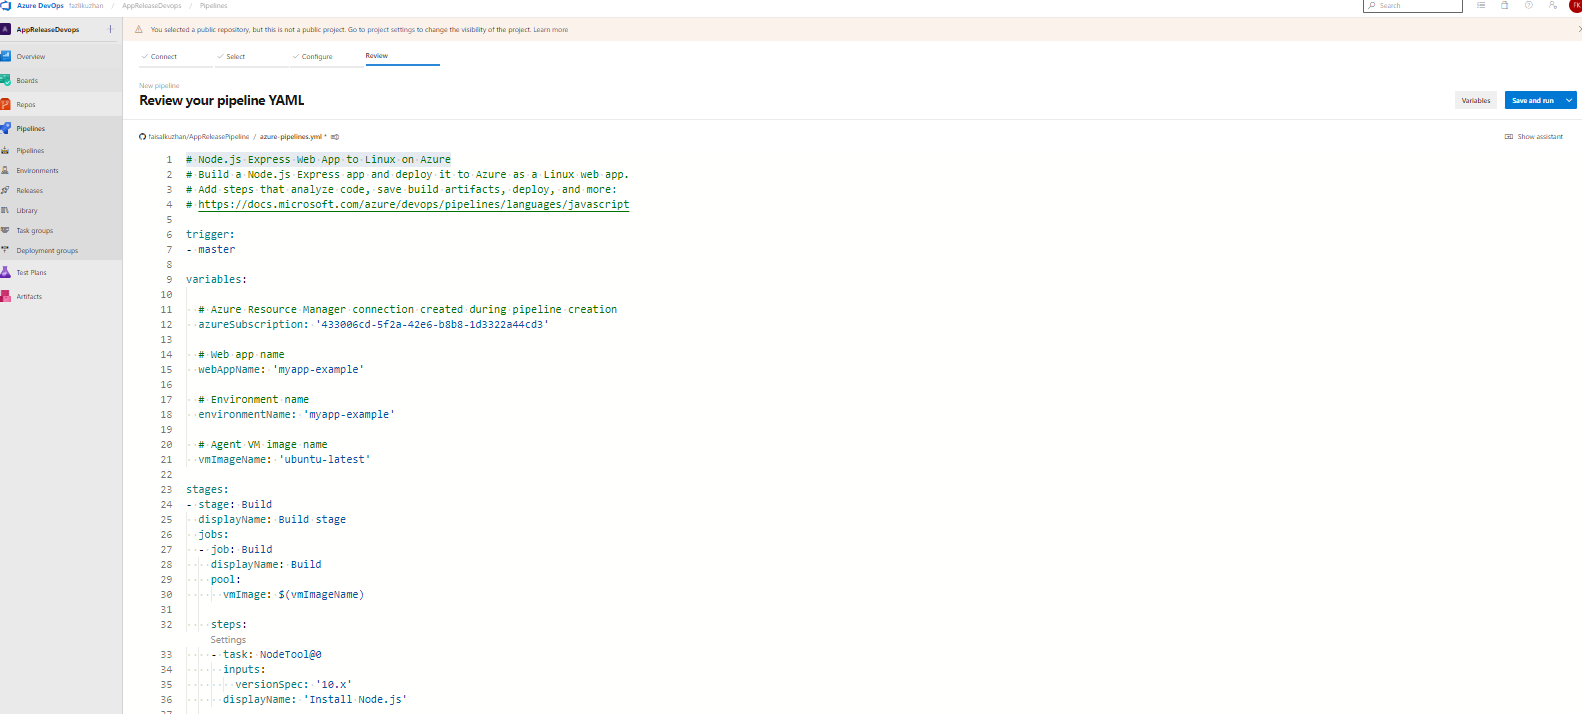 Azure DevOps fazilkuzhan / AppReleaseDevops / Pipelines
Search
FK
AppReleaseDevops
You selected a public repository, but this is not a public project. Go to project settings to change the visibility of the project. Learn more
Overview
Boards
Repos
Pipelines
Pipelines
Environments
Releases
Library
Task groups
Deployment groups
Test Plans
Artifacts
Connect
Select
Configure
Review
New pipeline
Review your pipeline YAML
Variables
Save and run
faisalkuzhan/AppReleasePipeline / azure-pipelines.yml *
Show assistant
1 # Node.js Express Web App to Linux on Azure
2 # Build a Node.js Express app and deploy it to Azure as a Linux web app.
3 # Add steps that analyze code, save build artifacts, deploy, and more:
4 # https://docs.microsoft.com/azure/devops/pipelines/languages/javascript
5
6 trigger:
7 - master
8
9 variables:
10
11 # Azure Resource Manager connection created during pipeline creation
12 azureSubscription: '433006cd-5f2a-42e6-b8b8-1d3322a44cd3'
13
14 # Web app name
15 webAppName: 'myapp-example'
16
17 # Environment name
18 environmentName: 'myapp-example'
19
20 # Agent VM image name
21 vmImageName: 'ubuntu-latest'
22
23 stages:
24 - stage: Build
25 displayName: Build stage
26 jobs:
27 - job: Build
28 displayName: Build
29 pool:
30 vmImage: $(vmImageName)
31
32 steps:
Settings
33 - task: NodeTool@0
34 inputs:
35 versionSpec: '10.x'
36 displayName: 'Install Node.js'